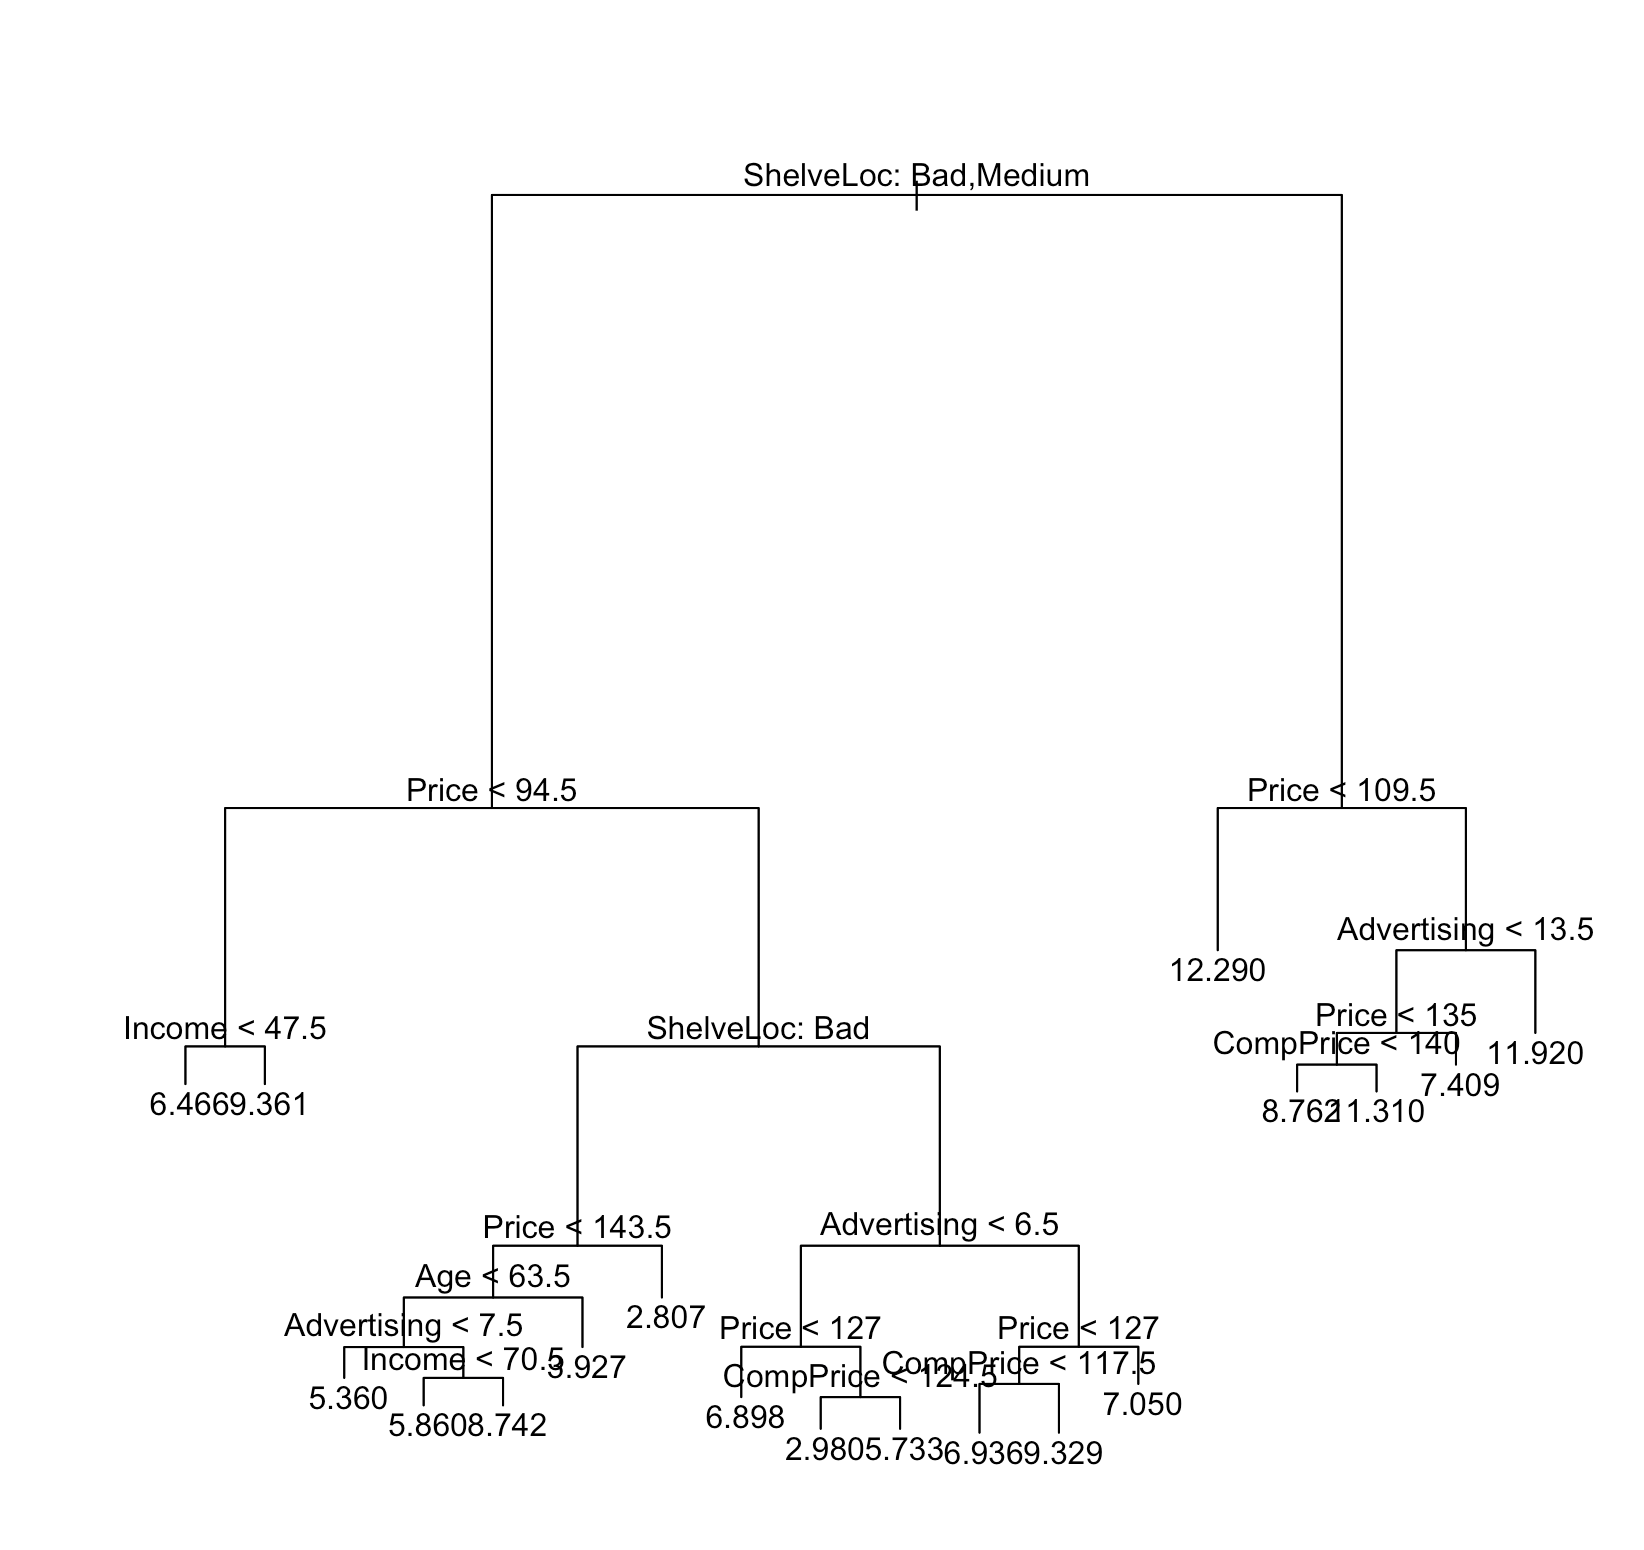 ShelveLoc: Bad,Medium
Price < 94.5
Price < 109.5
Advertising < 13.5
12.290
Price < 135
Income < 47.5
ShelveLoc: Bad
CompPrice < 140
11.920
7.409
6.466
9.361
8.762
11.310
Price < 143.5
Advertising < 6.5
Age < 63.5
2.807
Advertising < 7.5
Price < 127
Price < 127
Income < 70.5
3.927
CompPrice < 124.5
CompPrice < 117.5
5.360
6.898
7.050
5.860
8.742
2.980
5.733
6.936
9.329